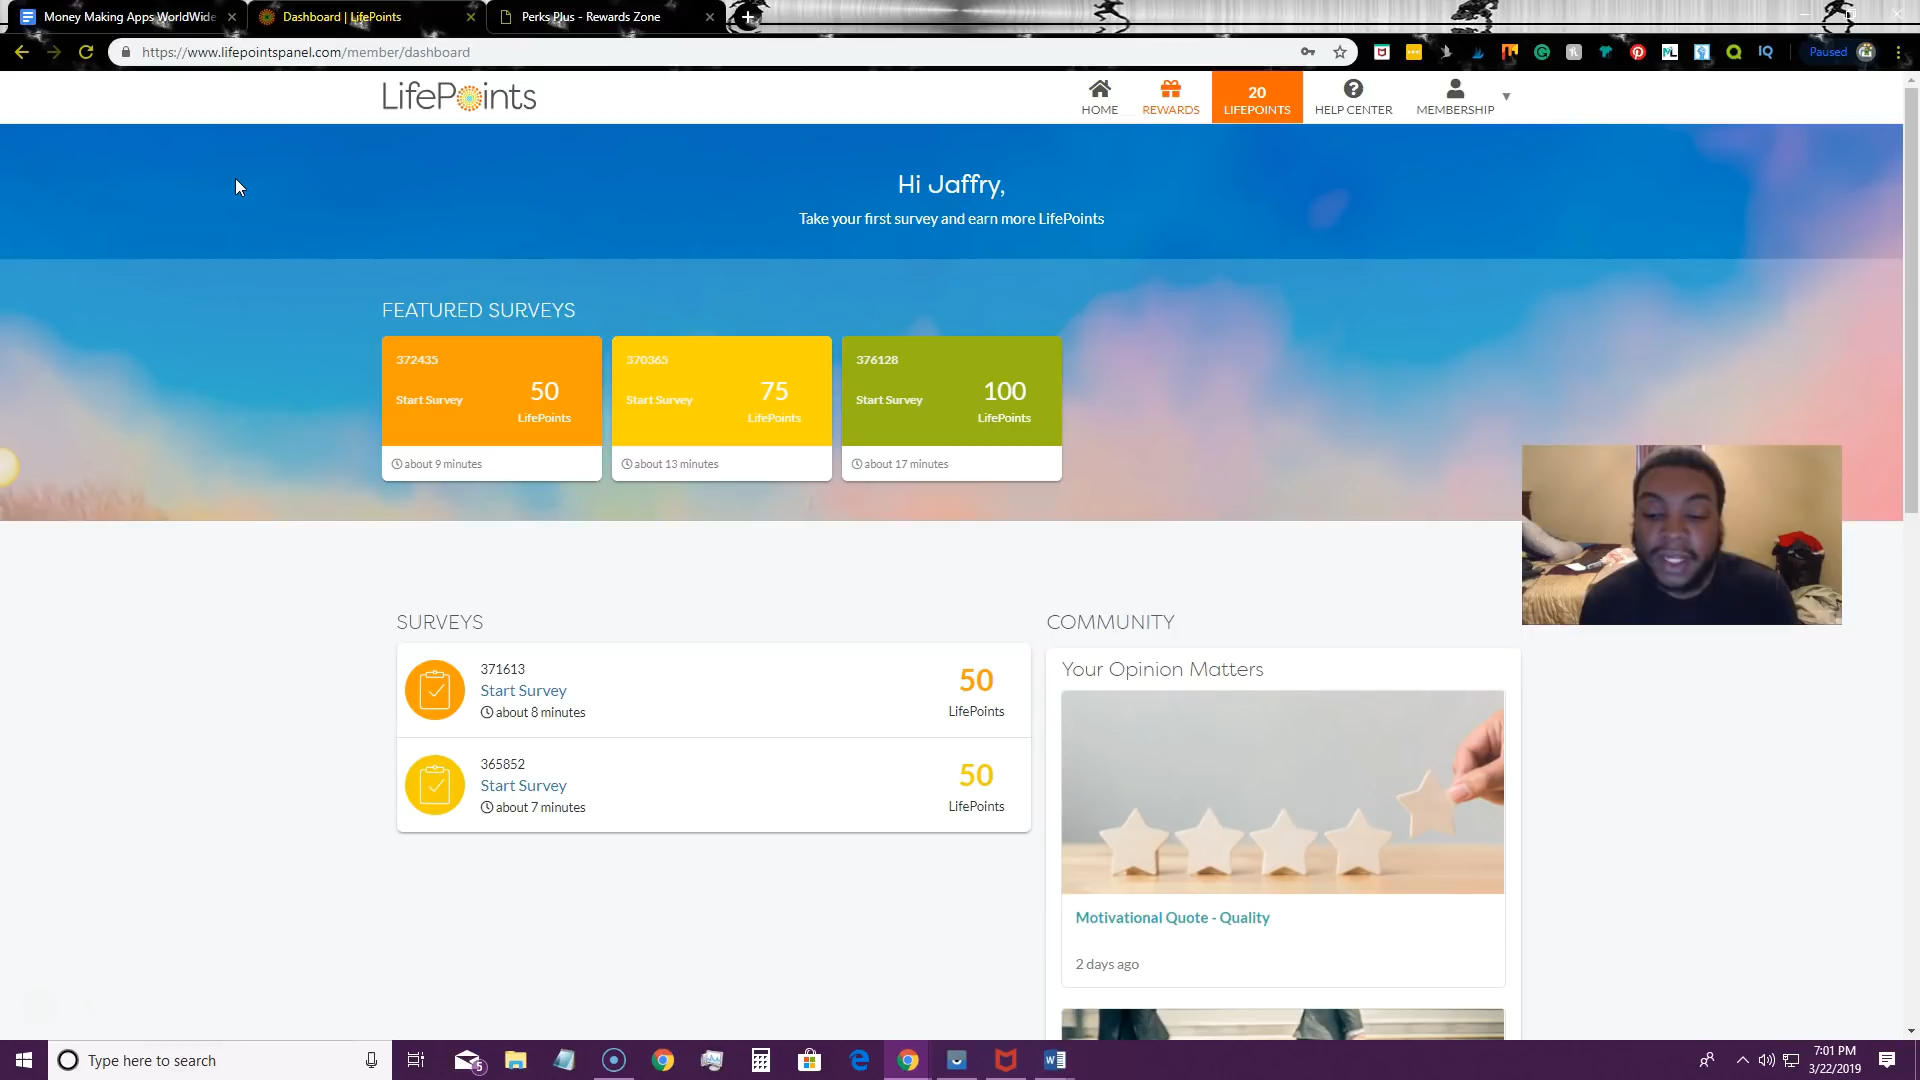 Money Making Apps WorldWide
Dashboard | LifePoints
Perks Plus - Rewards Zone
https://www.lifepointspanel.com/member/dashboard
Paused
LifePoints
HOME
REWARDS
20
LIFEPOINTS
HELP CENTER
MEMBERSHIP
Hi Jaffry,
Take your first survey and earn more LifePoints
FEATURED SURVEYS
372435
Start Survey
50
LifePoints
about 9 minutes
370365
Start Survey
75
LifePoints
about 13 minutes
376128
Start Survey
100
LifePoints
about 17 minutes
SURVEYS
371613
Start Survey
about 8 minutes
50
LifePoints
365852
Start Survey
about 7 minutes
50
LifePoints
COMMUNITY
Your Opinion Matters
Motivational Quote - Quality
2 days ago
Type here to search
5
7:01 PM
3/22/2019